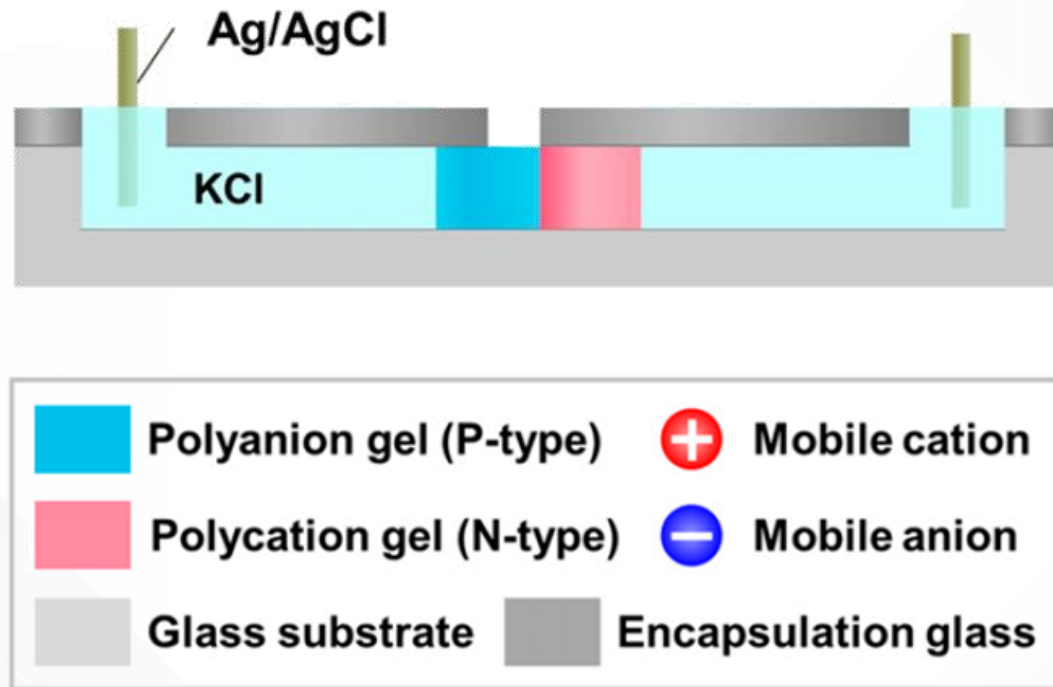 Ag/AgCl
KCl
Polyanion gel (P-type)
Mobile cation
Polycation gel (N-type)
Mobile anion
Glass substrate
Encapsulation glass